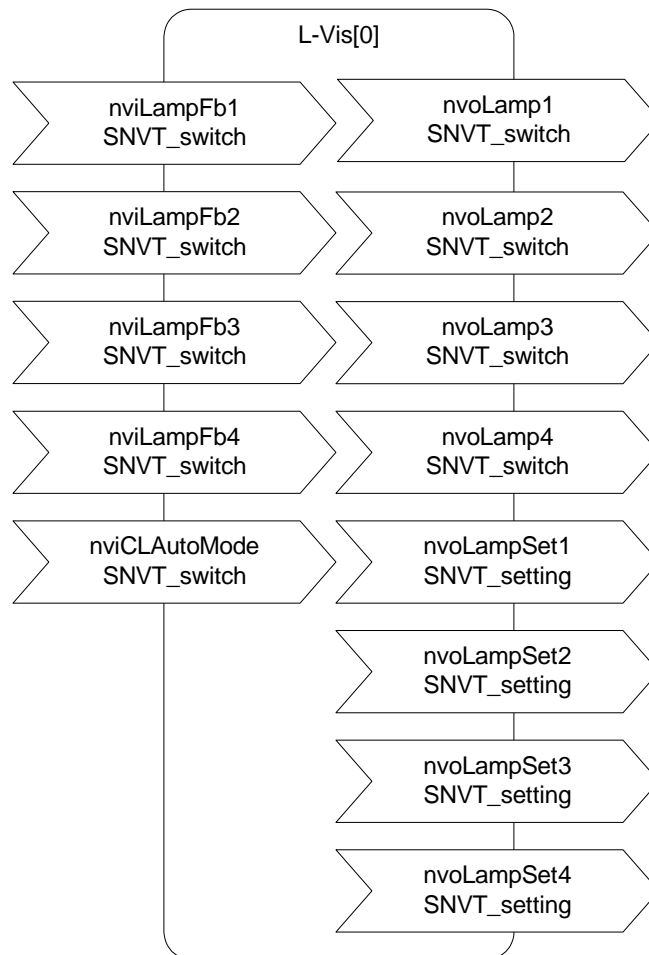 L-Vis[0]
nviLampFb1
SNVT_switch
nvoLamp1
SNVT_switch
nviLampFb2
SNVT_switch
nvoLamp2
SNVT_switch
nviLampFb3
SNVT_switch
nvoLamp3
SNVT_switch
nviLampFb4
SNVT_switch
nvoLamp4
SNVT_switch
nviCLAutoMode
SNVT_switch
nvoLampSet1
SNVT_setting
nvoLampSet2
SNVT_setting
nvoLampSet3
SNVT_setting
nvoLampSet4
SNVT_setting